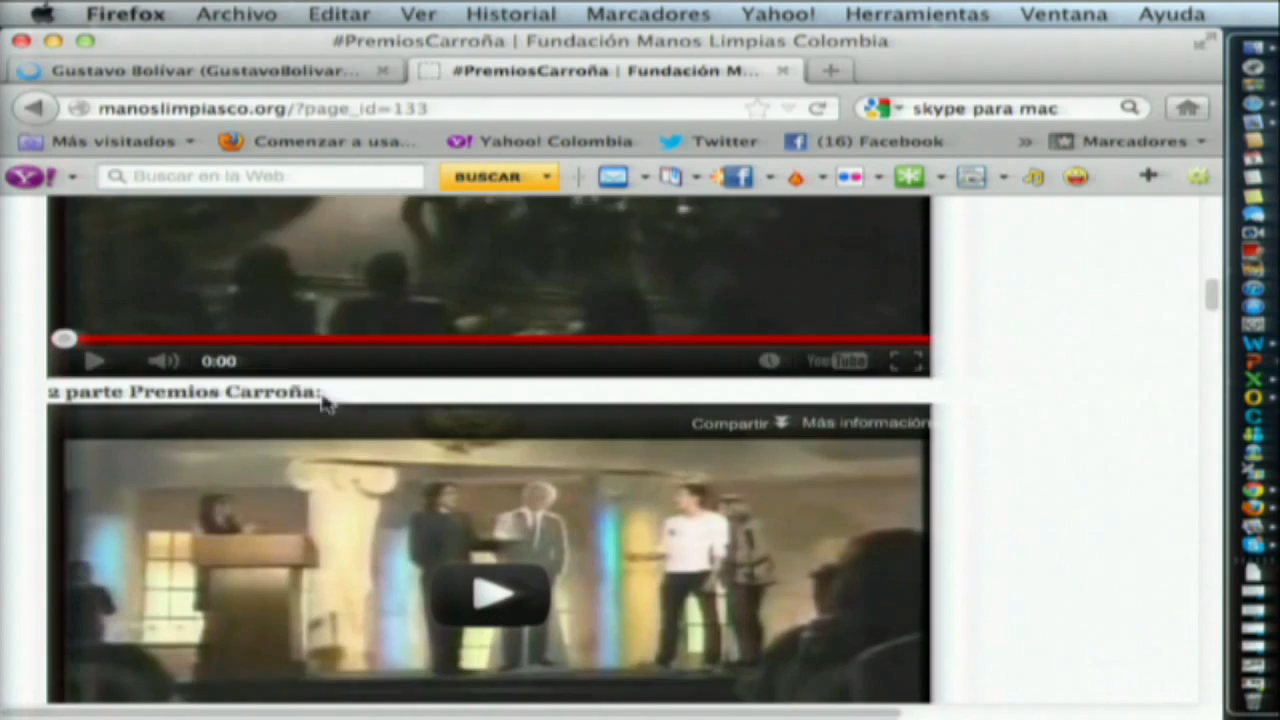 Firefox Archivo Editar Ver Historial Marcadores Yahoo! Herramientas Ventana Ayuda
#PremiosCarroña | Fundación Manos Limpias Colombia
Gustavo Bolívar (GustavoBolivar... #PremiosCarroña | Fundación M...
manoslimpiasco.org/?page_id=133 skype para mac
Más visitados Comenzar a usa... Yahoo! Colombia Twitter (16) Facebook » Marcadores
Y! Buscar en la Web BUSCAR
0:00 YouTube
2 parte Premios Carroña:
Compartir Más información